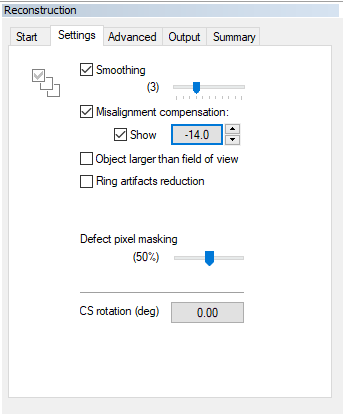 Reconstruction
Start Settings Advanced Output Summary
Smoothing
(3)
Misalignment compensation:
Show -14.0
Object larger than field of view
Ring artifacts reduction
Defect pixel masking
(50%)
CS rotation (deg) 0.00